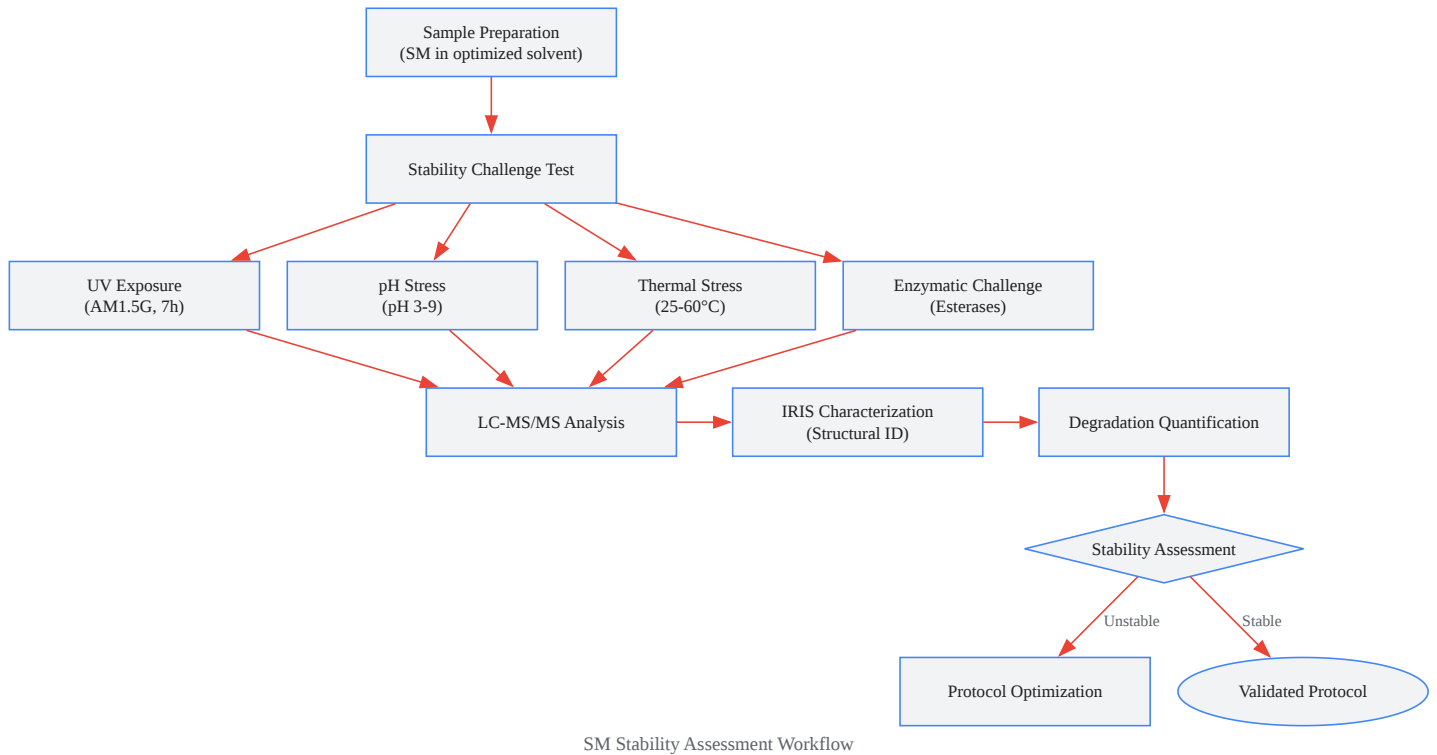 Sample Preparation
(SM in optimized solvent)
Stability Challenge Test
UV Exposure
(AM1.5G, 7h)
pH Stress
(pH 3-9)
Thermal Stress
(25-60°C)
Enzymatic Challenge
(Esterases)
LC-MS/MS Analysis
IRIS Characterization
(Structural ID)
Degradation Quantification
Stability Assessment
Unstable
Stable
Protocol Optimization
Validated Protocol
SM Stability Assessment Workflow